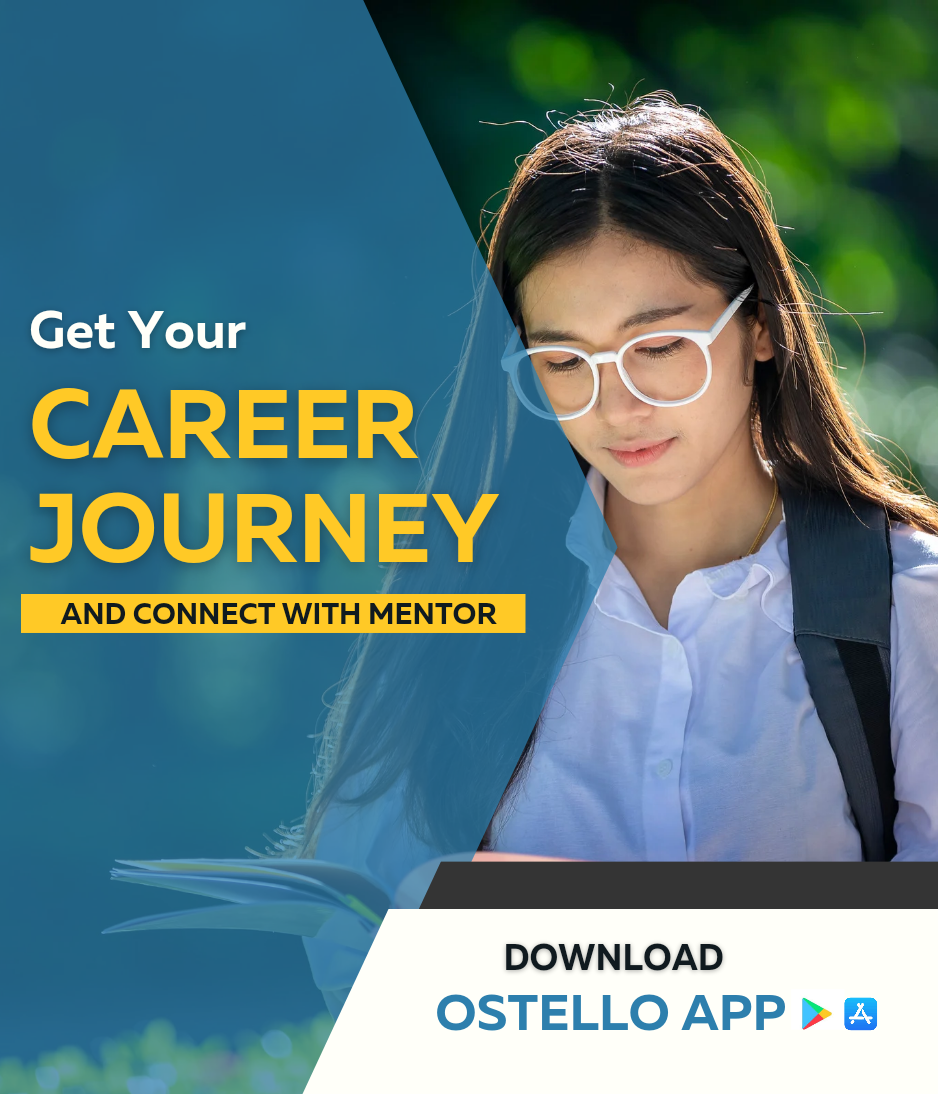 Get Your
CAREER
JOURNEY
AND CONNECT WITH MENTOR
DOWNLOAD
OSTELLO APP